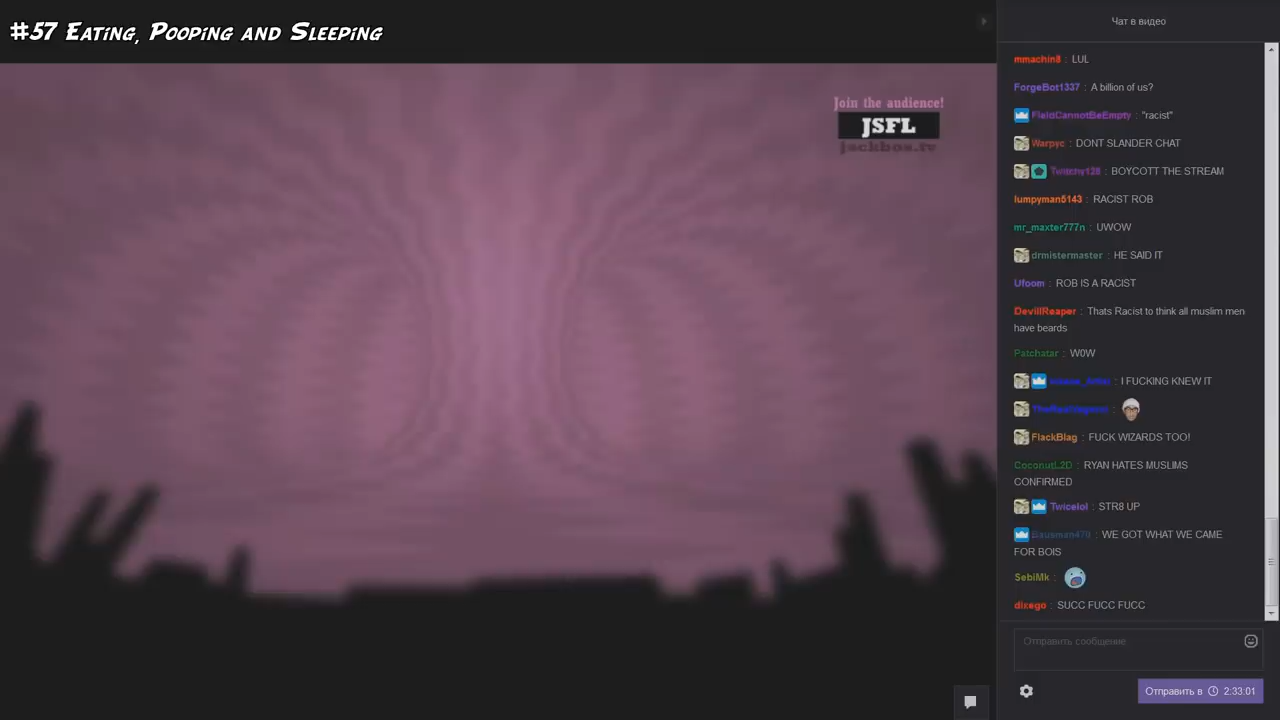 #57 Eating, Pooping and Sleeping
Join the audience!
JSFL
jackbox.tv
Чат в видео
mmachin8 : LUL
ForgeBot1337 : A billion of us?
FieldCannotBeEmpty : "racist"
Warpyc : DONT SLANDER CHAT
Twitchy128 : BOYCOTT THE STREAM
lumpyman5143 : RACIST ROB
mr_maxter777n : UWOW
drmistermaster : HE SAID IT
Ufoom : ROB IS A RACIST
DevillReaper : Thats Racist to think all muslim men
have beards
Patchatar : W0W
: I FUCKING KNEW IT
FlackBlag : FUCK WIZARDS TOO!
CoconutL2D : RYAN HATES MUSLIMS
CONFIRMED
Twicelol : STR8 UP
: WE GOT WHAT WE CAME
FOR BOIS
SebiMk :
dixego : SUCC FUCC FUCC
Отправить сообщение
Отправить в 2:33:01